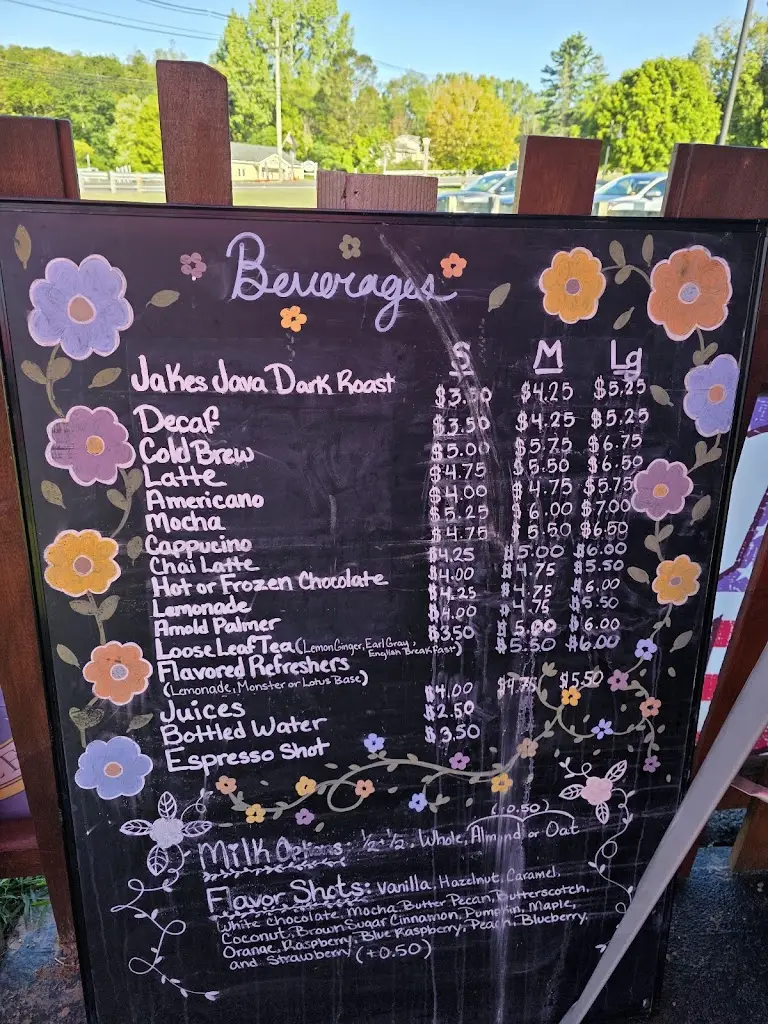 Beverages
S M Lg
Jakes Java Dark Roast $3.50 $4.25 $5.25
Decaf $3.50 $4.25 $5.25
Cold Brew $5.00 $5.75 $6.75
Latte $4.75 $5.50 $6.50
Americano $4.00 $4.75 $5.75
Mocha $5.25 $6.00 $7.00
Cappucino $4.75 $5.50 $6.50
Chai Latte $4.25 $5.00 $6.00
Hot or Frozen Chocolate $4.00 $4.75 $5.50
Lemonade $4.25 $4.75 $6.00
Arnold Palmer $4.00 $4.75 $5.50
Loose Leaf Tea (Lemon Ginger, Earl Gray, English Breakfast) $3.50 $5.00 $6.00
Flavored Refreshers $5.50 $6.00
(Lemonade, Monster or Lotus Base)
Juices $4.00 $4.75 $5.50
Bottled Water $2.50
Espresso Shot $3.50
(+0.50)
Milk Options: 1/2 + 1/2, Whole, Almond or Oat
Flavor Shots: Vanilla, Hazelnut, Caramel,
White Chocolate, Mocha, Butter Pecan, Butterscotch,
Coconut, Brown Sugar Cinnamon, Pumpkin, Maple,
Orange, Raspberry, Blue Raspberry, Peach, Blueberry,
and Strawberry (+0.50)